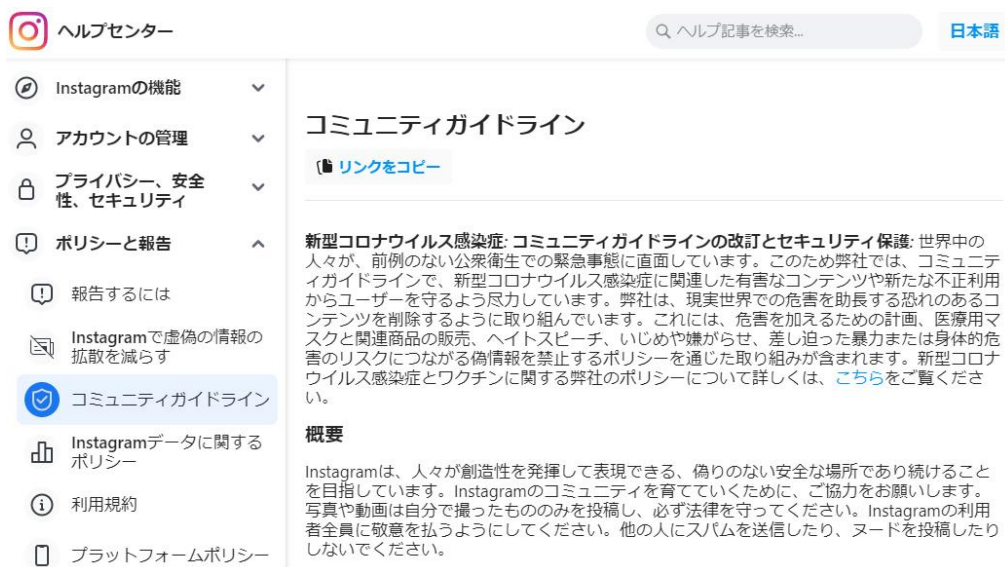 ヘルプセンター
ヘルプ記事を検索...
日本語
Instagramの機能
アカウントの管理
プライバシー、安全
性、セキュリティ
ポリシーと報告
報告するには
Instagramで虚偽の情報の
拡散を減らす
コミュニティガイドライン
Instagramデータに関する
ポリシー
利用規約
プラットフォームポリシー
コミュニティガイドライン
リンクをコピー
新型コロナウイルス感染症: コミュニティガイドラインの改訂とセキュリティ保護: 世界中の
人々が、前例のない公衆衛生での緊急事態に直面しています。このため弊社では、コミュニテ
ィガイドラインで、新型コロナウイルス感染症に関連した有害なコンテンツや新たな不正利用
からユーザーを守るよう尽力しています。弊社は、現実世界での危害を助長する恐れのあるコ
ンテンツを削除するように取り組んでいます。これには、危害を加えるための計画、医療用マ
スクと関連商品の販売、ヘイトスピーチ、いじめや嫌がらせ、差し迫った暴力または身体的危
害のリスクにつながる偽情報を禁止するポリシーを通じた取り組みが含まれます。新型コロナ
ウイルス感染症とワクチンに関する弊社のポリシーについて詳しくは、こちらをご覧くださ
い。
概要
Instagramは、人々が創造性を発揮して表現できる、偽りのない安全な場所であり続けること
を目指しています。Instagramのコミュニティを育てていくために、ご協力をお願いします。
写真や動画は自分で撮ったもののみを投稿し、必ず法律を守ってください。Instagramの利用
者全員に敬意を払うようにしてください。他の人にスパムを送信したり、ヌードを投稿したり
しないでください。